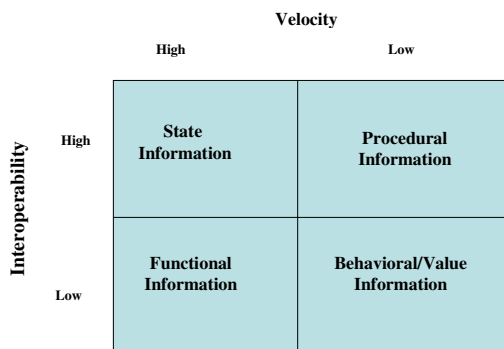 Velocity
High
Low
Interoperability
High
State
Information
Procedural
Information
Low
Functional
Information
Behavioral/Value
Information